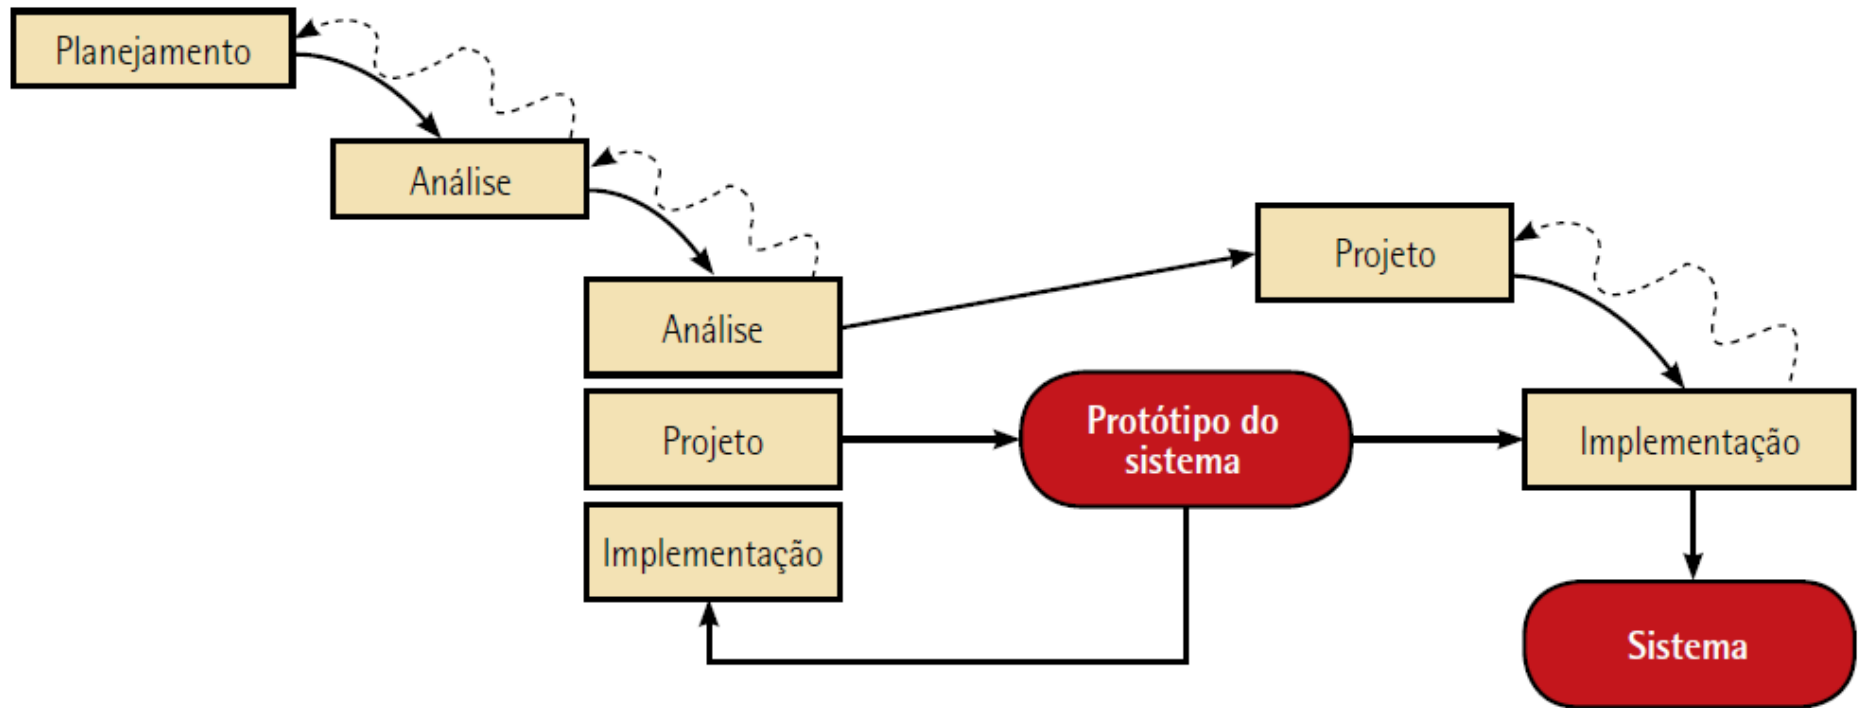 Planejamento
Análise
Análise
Projeto
Implementação
Protótipo do
sistema
Projeto
Implementação
Sistema